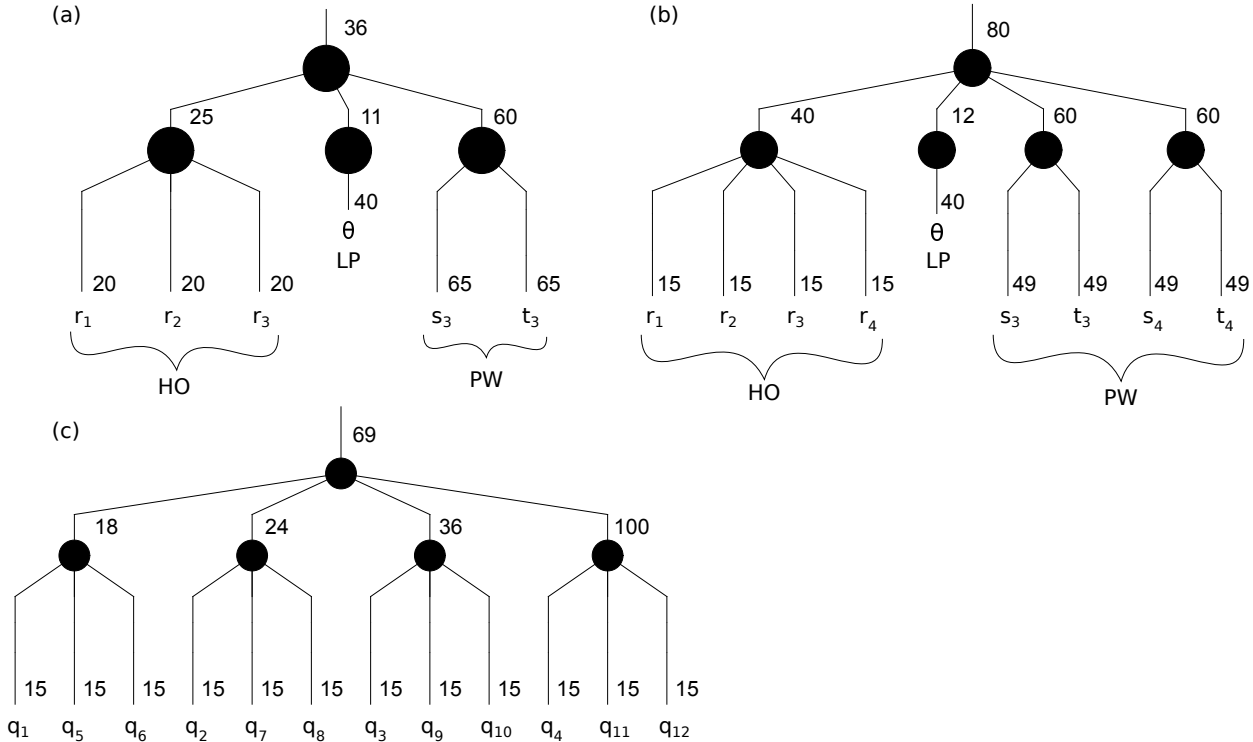 (a)
36
25 11 60
40
θ
LP
20 20 20 65 65
r1 r2 r3 s3 t3
HO PW
(b)
80
40 12 60 60
40
θ
LP
15 15 15 15 49 49 49 49
r1 r2 r3 r4 s3 t3 s4 t4
HO PW
(c)
69
18 24 36 100
15 15 15 15 15 15 15 15 15 15 15 15
q1 q5 q6 q2 q7 q8 q3 q9 q10 q4 q11 q12